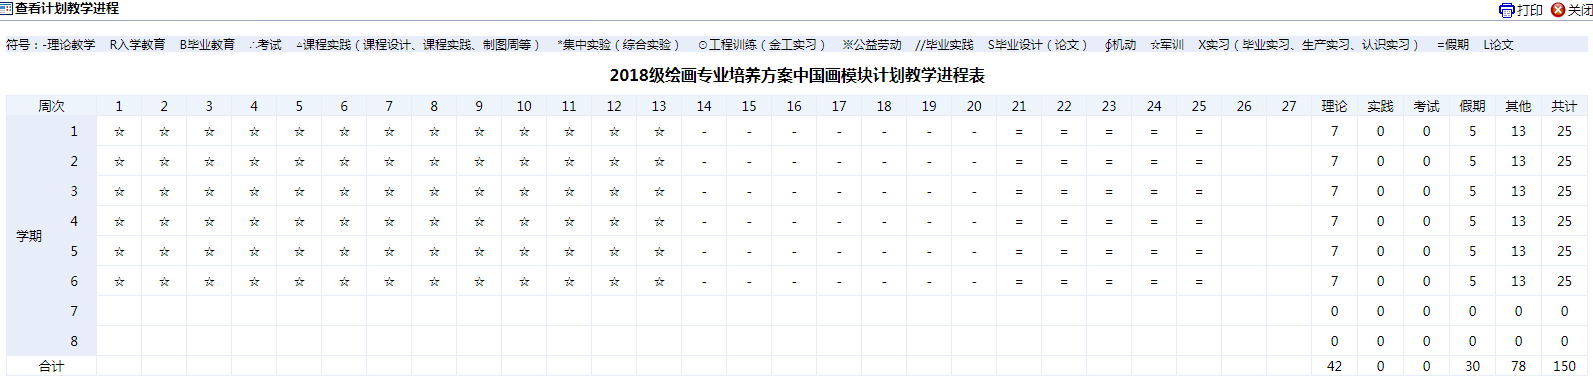 查看计划教学进程
打印 关闭
符号：-理论教学 R入学教育 B毕业教育 ∴考试 ▵课程实践（课程设计、课程实践、制图周等） *集中实验（综合实验） ⊙工程训练（金工实习） ※公益劳动 //毕业实践 S毕业设计（论文） ∮机动 ☆军训 X实习（毕业实习、生产实习、认识实习） =假期 L论文
2018级绘画专业培养方案中国画模块计划教学进程表
周次 1 2 3 4 5 6 7 8 9 10 11 12 13 14 15 16 17 18 19 20 21 22 23 24 25 26 27 理论 实践 考试 假期 其他 共计
1 ☆ ☆ ☆ ☆ ☆ ☆ ☆ ☆ ☆ ☆ ☆ ☆ ☆ - - - - - - - = = = = = 7 0 0 5 13 25
2 ☆ ☆ ☆ ☆ ☆ ☆ ☆ ☆ ☆ ☆ ☆ ☆ ☆ - - - - - - - = = = = = 7 0 0 5 13 25
3 ☆ ☆ ☆ ☆ ☆ ☆ ☆ ☆ ☆ ☆ ☆ ☆ ☆ - - - - - - - = = = = = 7 0 0 5 13 25
4 ☆ ☆ ☆ ☆ ☆ ☆ ☆ ☆ ☆ ☆ ☆ ☆ ☆ - - - - - - - = = = = = 7 0 0 5 13 25
学期
5 ☆ ☆ ☆ ☆ ☆ ☆ ☆ ☆ ☆ ☆ ☆ ☆ ☆ - - - - - - - = = = = = 7 0 0 5 13 25
6 ☆ ☆ ☆ ☆ ☆ ☆ ☆ ☆ ☆ ☆ ☆ ☆ ☆ - - - - - - - = = = = = 7 0 0 5 13 25
7 0 0 0 0 0 0
8 0 0 0 0 0 0
合计 42 0 0 30 78 150